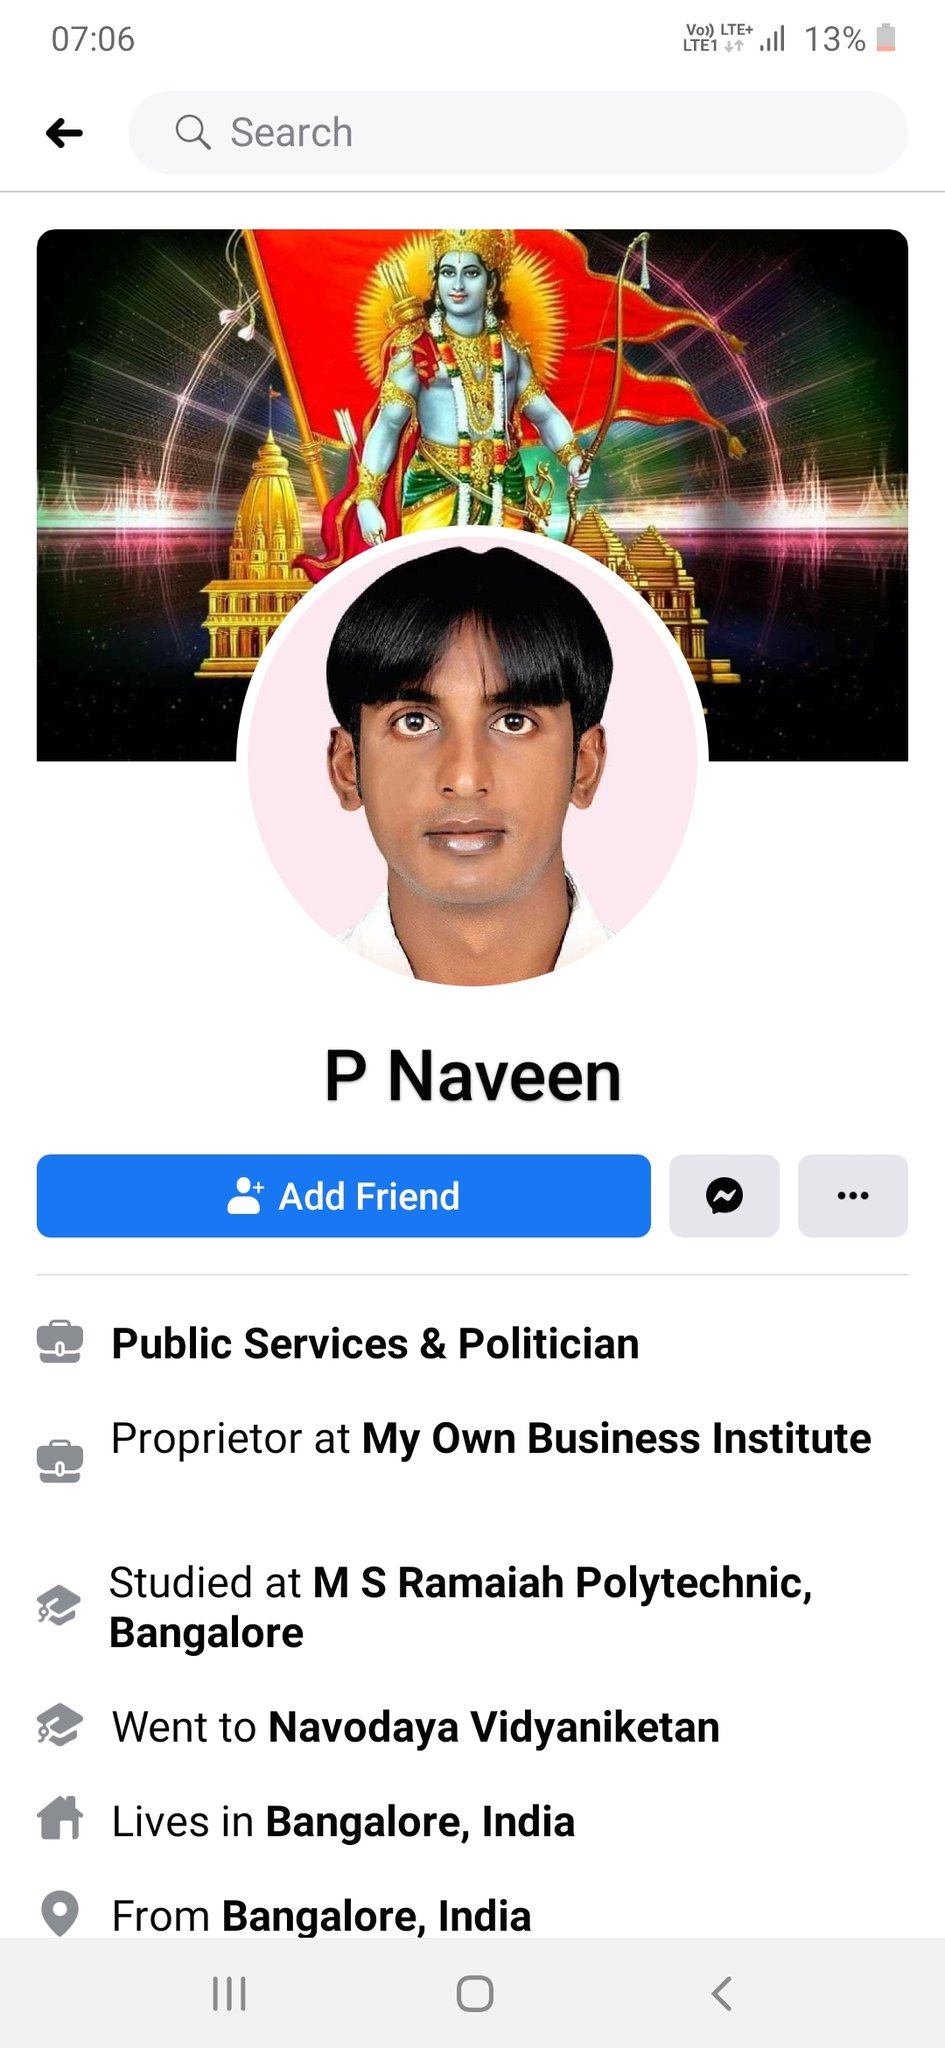 07:06
Vo)) LTE+
LTE1
13%
Search
P Naveen
Add Friend
Public Services & Politician
Proprietor at My Own Business Institute
Studied at M S Ramaiah Polytechnic,
Bangalore
Went to Navodaya Vidyaniketan
Lives in Bangalore, India
From Bangalore, India